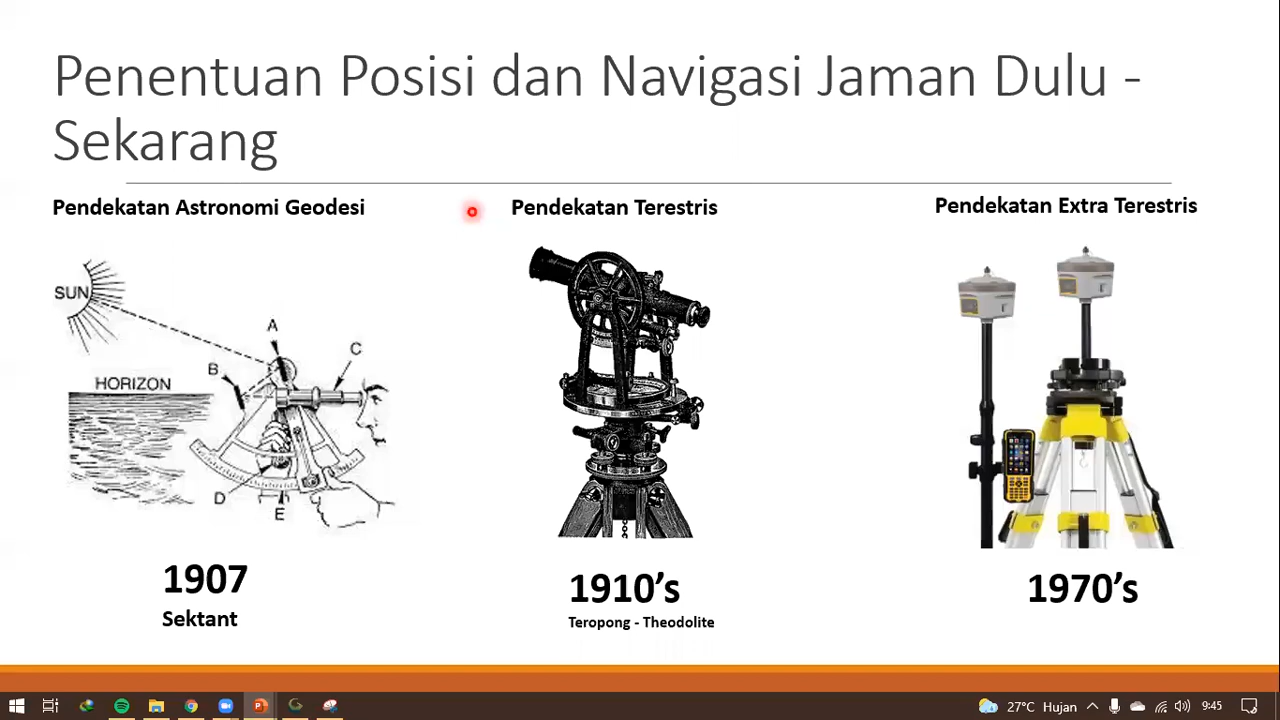 Penentuan Posisi dan Navigasi Jaman Dulu -
Sekarang
Pendekatan Astronomi Geodesi
Pendekatan Terestris
Pendekatan Extra Terestris
SUN
A
B
C
HORIZON
D
E
1907
Sektant
1910’s
Teropong - Theodolite
1970’s
27°C Hujan
9:45